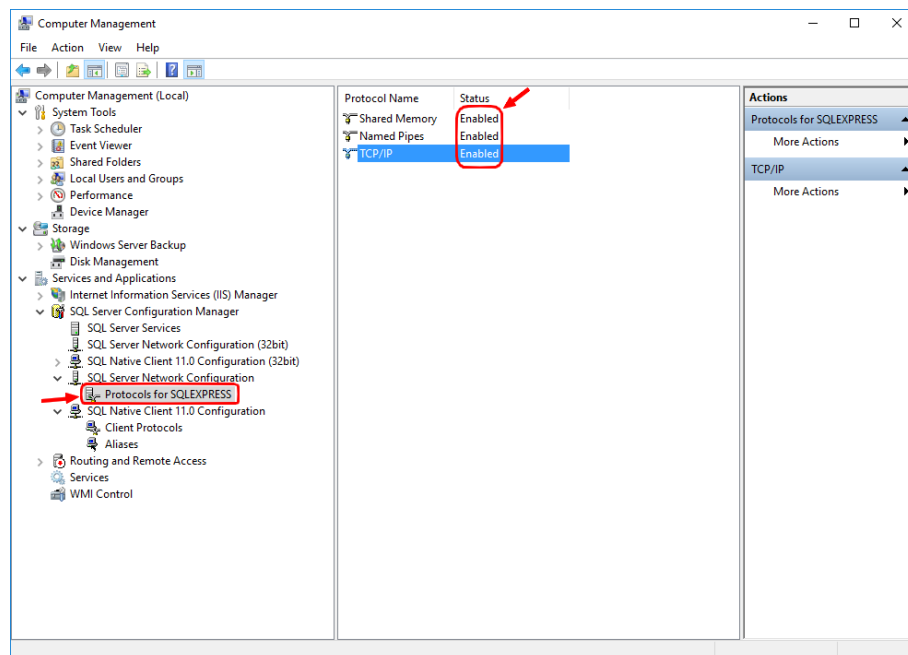 Computer Management
File Action View Help
Computer Management (Local)
System Tools
Task Scheduler
Event Viewer
Shared Folders
Local Users and Groups
Performance
Device Manager
Storage
Windows Server Backup
Disk Management
Services and Applications
Internet Information Services (IIS) Manager
SQL Server Configuration Manager
SQL Server Services
SQL Server Network Configuration (32bit)
SQL Native Client 11.0 Configuration (32bit)
SQL Server Network Configuration
Protocols for SQLEXPRESS
SQL Native Client 11.0 Configuration
Client Protocols
Aliases
Routing and Remote Access
Services
WMI Control
Protocol Name Status
Shared Memory Enabled
Named Pipes Enabled
TCP/IP Enabled
Actions
Protocols for SQLEXPRESS
More Actions
TCP/IP
More Actions